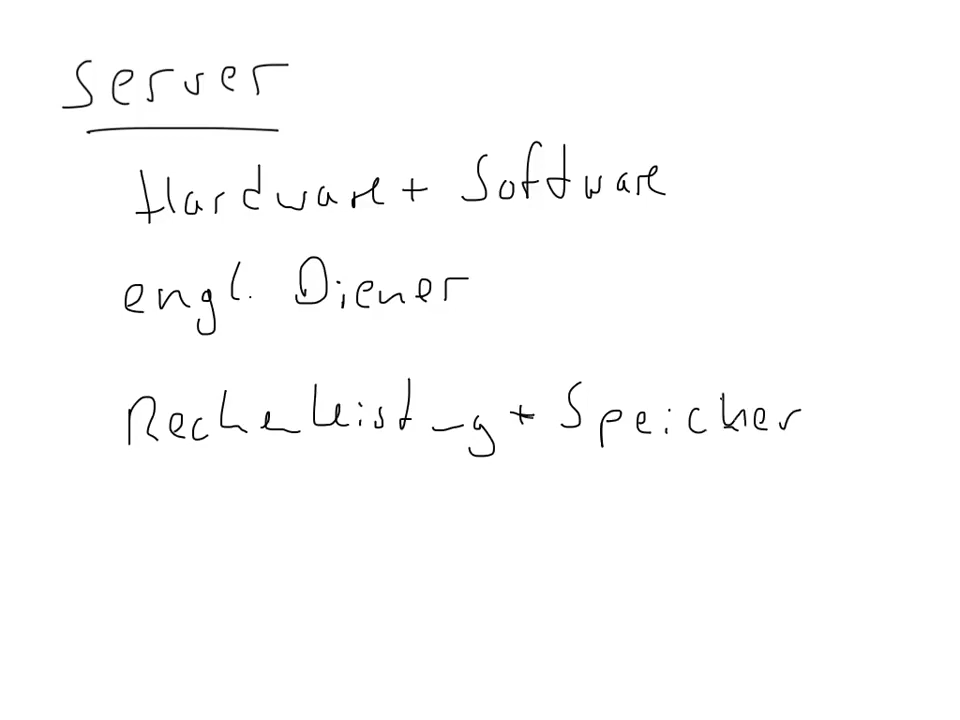 Server
Hardware + Software
engl. Diener
Rechenleistung + Speicher